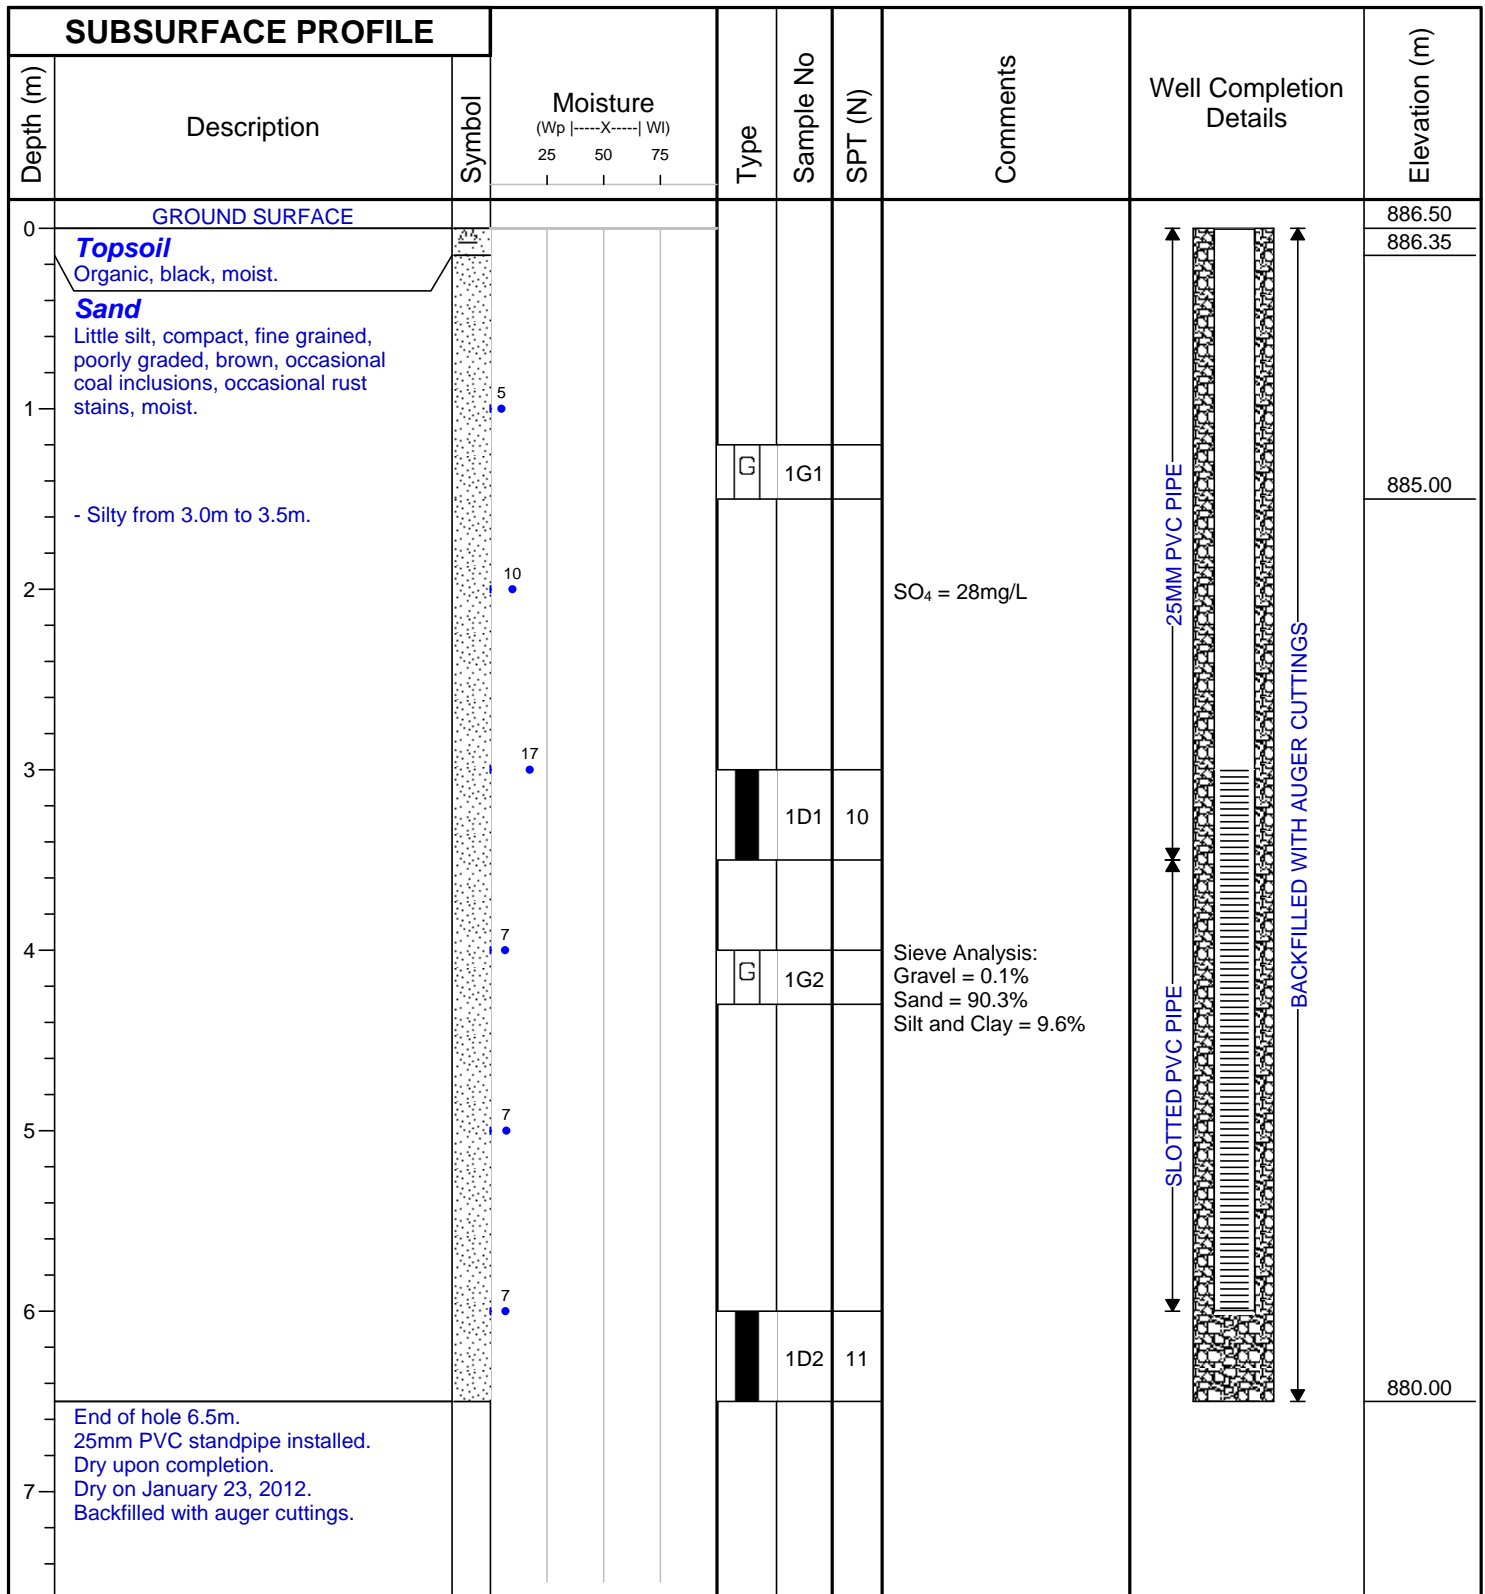 SUBSURFACE PROFILE
Depth (m)
Description
Symbol
Moisture
(Wp |-----X-----| Wl)
25 50 75
Type
Sample No
SPT (N)
Comments
Well Completion
Details
Elevation (m)
GROUND SURFACE
886.50
0
Topsoil
886.35
Organic, black, moist.
Sand
Little silt, compact, fine grained,
poorly graded, brown, occasional
coal inclusions, occasional rust
stains, moist.
5
1
G 1G1
885.00
- Silty from 3.0m to 3.5m.
25MM PVC PIPE
10
2
SO₄ = 28mg/L
BACKFILLED WITH AUGER CUTTINGS
17
3
1D1 10
7
4
G 1G2
Sieve Analysis:
Gravel = 0.1%
Sand = 90.3%
Silt and Clay = 9.6%
SLOTTED PVC PIPE
7
5
7
6
1D2 11
880.00
End of hole 6.5m.
25mm PVC standpipe installed.
Dry upon completion.
Dry on January 23, 2012.
Backfilled with auger cuttings.
7